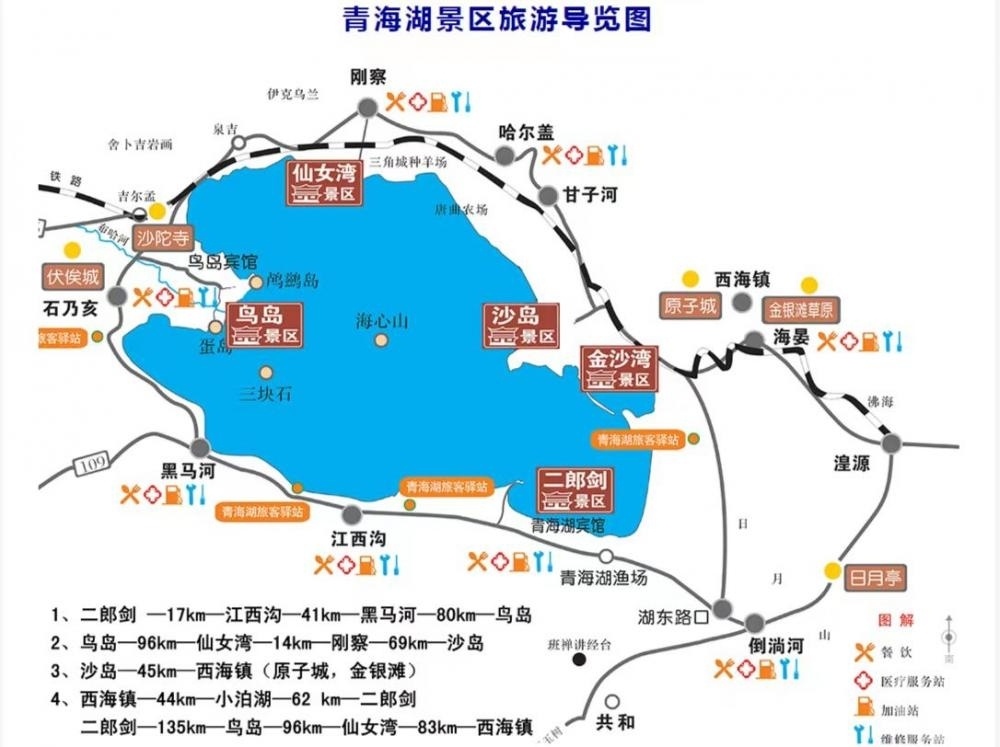 青海湖景区旅游导览图
刚察
伊克乌兰
泉吉
哈尔盖
舍卜吉岩画
三角城种羊场
仙女湾
景区
铁路
吉尔孟
甘子河
唐曲农场
布哈河
沙陀寺
鸟岛宾馆
伏俟城
鸬鹚岛
西海镇
石乃亥
原子城
金银滩草原
鸟岛
景区
海心山
沙岛
景区
旅客驿站
蛋岛
海晏
金沙湾
景区
三块石
沸海
青海湖旅客驿站
109
湟源
黑马河
二郎剑
景区
青海湖旅客驿站
青海湖旅客驿站
青海湖宾馆
日
江西沟
青海湖渔场
月
日月亭
湖东路口
山
倒淌河
班禅讲经台
共和
玉树
1、二郎剑 —17km—江西沟—41km—黑马河—80km—鸟岛
2、鸟岛—96km—仙女湾—14km—刚察—69km—沙岛
3、沙岛—45km—西海镇（原子城，金银滩）
4、西海镇—44km—小泊湖—62 km—二郎剑
二郎剑—135km—鸟岛—96km—仙女湾—83km—西海镇
图解
南
餐饮
医疗服务站
加油站
维修服务站